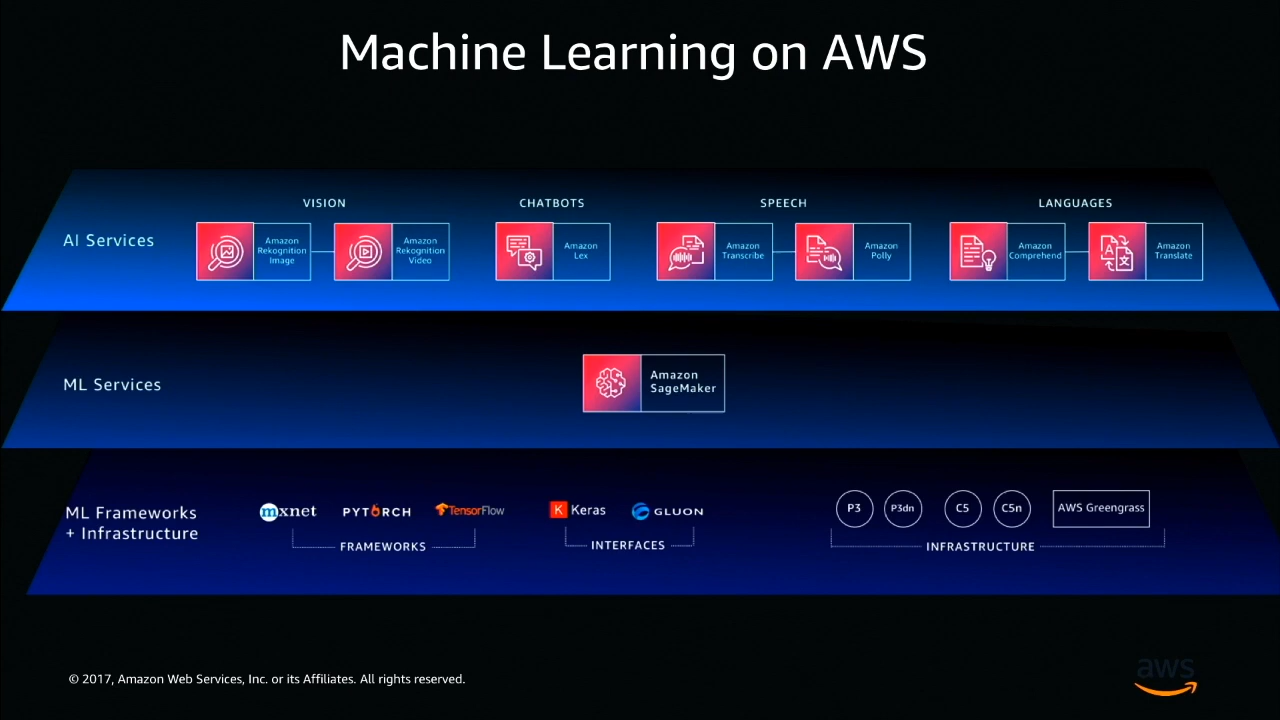 Machine Learning on AWS
VISION
CHATBOTS
SPEECH
LANGUAGES
AI Services
Amazon
Rekognition
Image
Amazon
Rekognition
Video
Amazon
Lex
Amazon
Transcribe
Amazon
Polly
Amazon
Comprehend
Amazon
Translate
ML Services
Amazon
SageMaker
ML Frameworks
+ Infrastructure
mxnet
PYTORCH
TensorFlow
FRAMEWORKS
K Keras
GLUON
INTERFACES
P3
P3dn
C5
C5n
AWS Greengrass
INFRASTRUCTURE
© 2017, Amazon Web Services, Inc. or its Affiliates. All rights reserved.
aws